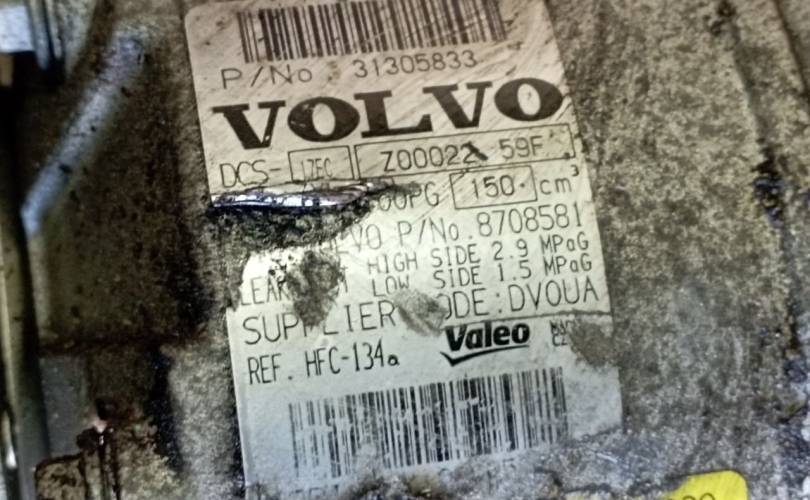 P/No 31305833
VOLVO
DCS-17EC Z00022 59F
150 cm³
P/No. 8708581
HIGH SIDE 2.9 MPaG
LOW SIDE 1.5 MPaG
SUPPLIER :DVOUA
Valeo
REF. HFC-134a